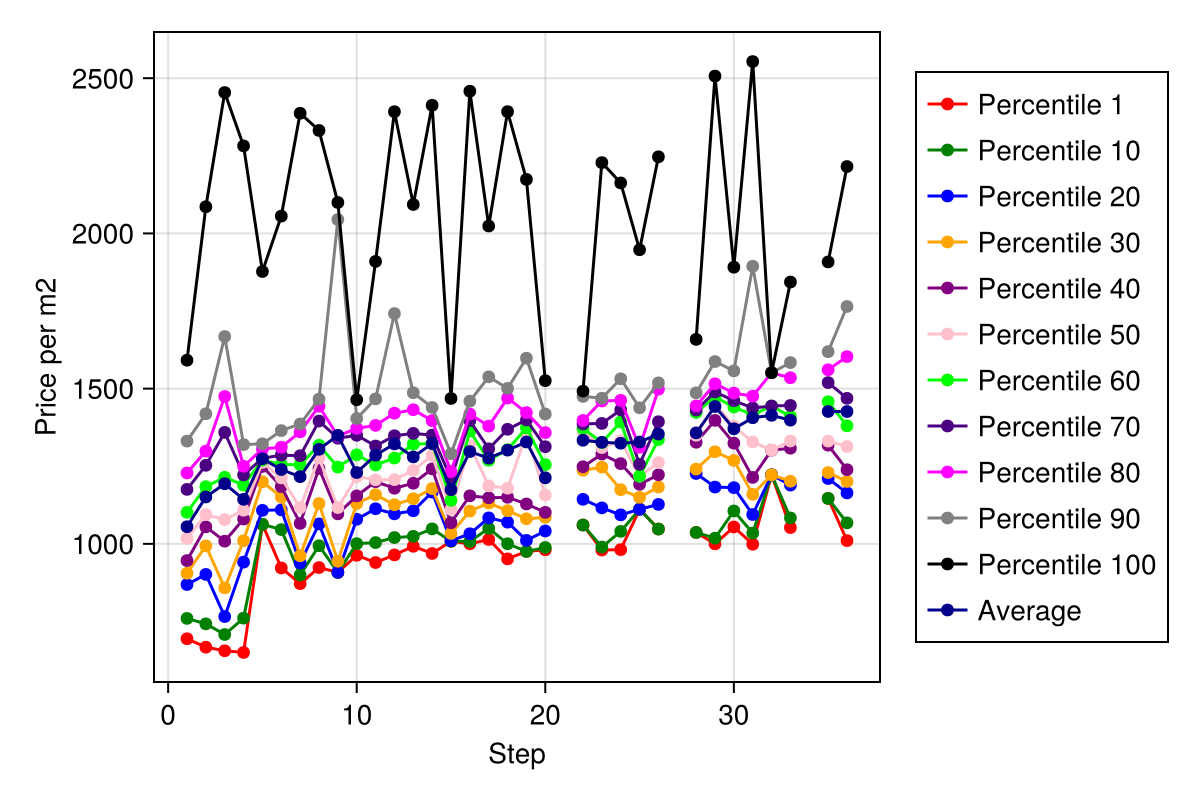 2500
2000
1500
1000
Price per m2
0
10
20
30
Step
Percentile 1
Percentile 10
Percentile 20
Percentile 30
Percentile 40
Percentile 50
Percentile 60
Percentile 70
Percentile 80
Percentile 90
Percentile 100
Average